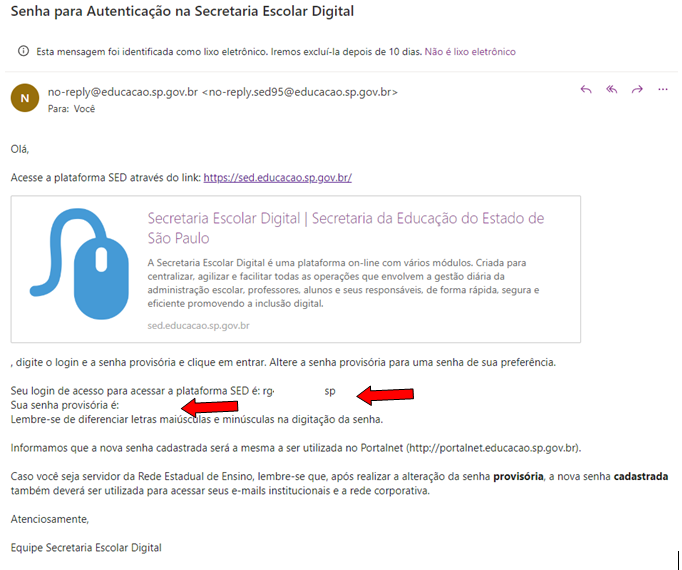 Senha para Autenticação na Secretaria Escolar Digital
Esta mensagem foi identificada como lixo eletrônico. Iremos excluí-la depois de 10 dias. Não é lixo eletrônico
N
no-reply@educacao.sp.gov.br <no-reply.sed95@educacao.sp.gov.br>
Para: Você
Olá,
Acesse a plataforma SED através do link: https://sed.educacao.sp.gov.br/
Secretaria Escolar Digital | Secretaria da Educação do Estado de
São Paulo
A Secretaria Escolar Digital é uma plataforma on-line com vários módulos. Criada para
centralizar, agilizar e facilitar todas as operações que envolvem a gestão diária da
administração escolar, professores, alunos e seus responsáveis, de forma rápida, segura e
eficiente promovendo a inclusão digital.
sed.educacao.sp.gov.br
, digite o login e a senha provisória e clique em entrar. Altere a senha provisória para uma senha de sua preferência.
Seu login de acesso para acessar a plataforma SED é: rg sp
Sua senha provisória é:
Lembre-se de diferenciar letras maiúsculas e minúsculas na digitação da senha.
Informamos que a nova senha cadastrada será a mesma a ser utilizada no Portalnet (http://portalnet.educacao.sp.gov.br).
Caso você seja servidor da Rede Estadual de Ensino, lembre-se que, após realizar a alteração da senha provisória, a nova senha cadastrada
também deverá ser utilizada para acessar seus e-mails institucionais e a rede corporativa.
Atenciosamente,
Equipe Secretaria Escolar Digital